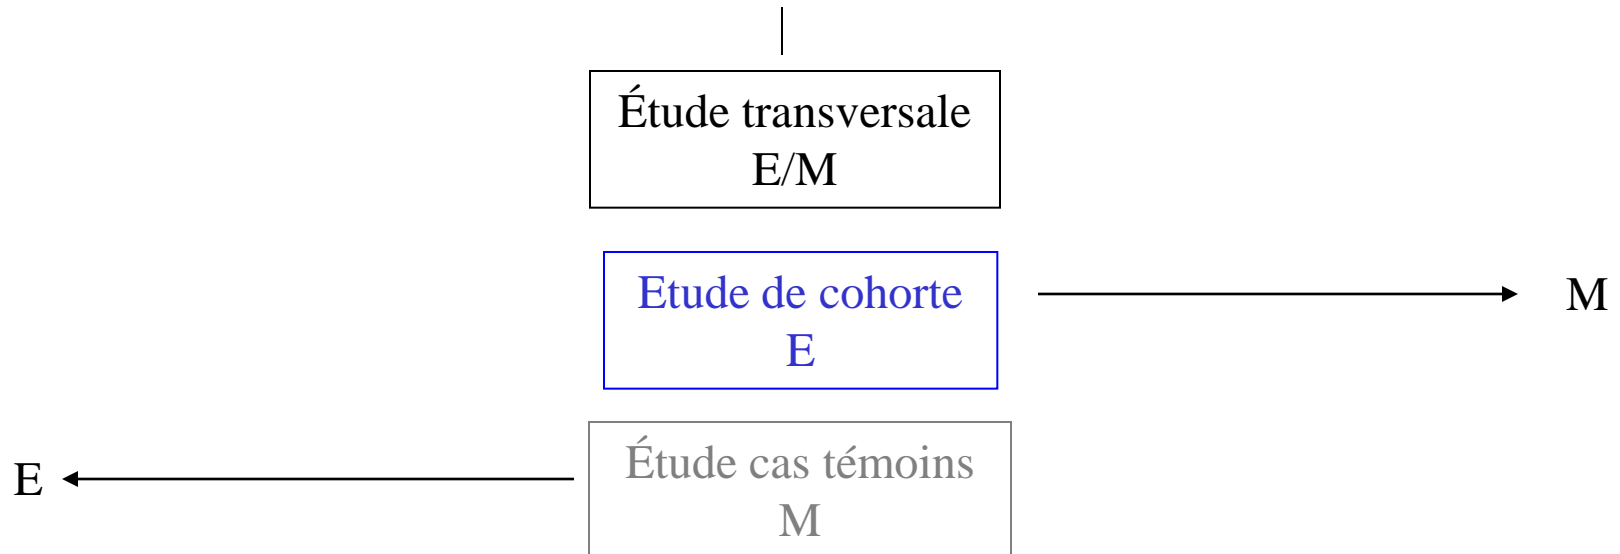 Étude transversale
E/M
Etude de cohorte
E
M
E
Étude cas témoins
M